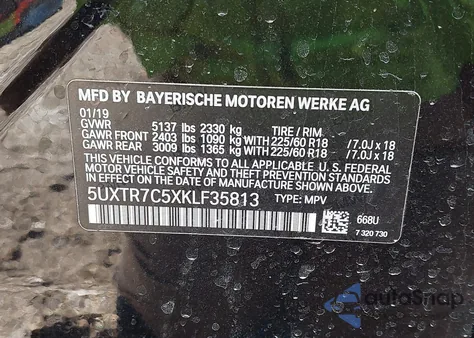 MFD BY BAYERISCHE MOTOREN WERKE AG
01/19
GVWR 5137 lbs 2330 kg TIRE / RIM.
GAWR FRONT 2403 lbs 1090 kg WITH 225/60 R18 /7.0J x 18
GAWR REAR 3009 lbs 1365 kg WITH 225/60 R18 /7.0J x 18
THIS VEHICLE CONFORMS TO ALL APPLICABLE U.S. FEDERAL
MOTOR VEHICLE SAFETY AND THEFT PREVENTION STANDARDS
IN EFFECT ON THE DATE OF MANUFACTURE SHOWN ABOVE.
5UXTR7C5XKLF35813 TYPE: MPV
668U
7 320 730
autoSnap